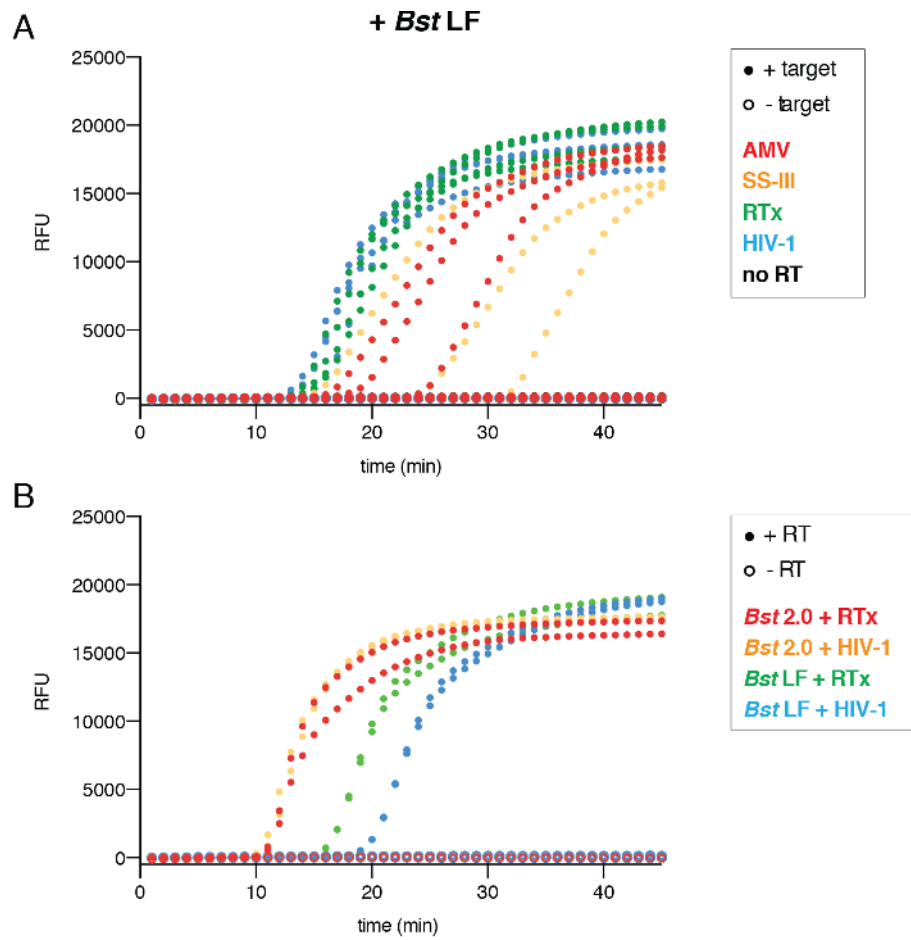 A
+ Bst LF
25000
20000
15000
10000
5000
0
RFU
0 10 20 30 40
time (min)
● + target
○ - target
AMV
SS-III
RTx
HIV-1
no RT
B
25000
20000
15000
10000
5000
0
RFU
0 10 20 30 40
time (min)
● + RT
○ - RT
Bst 2.0 + RTx
Bst 2.0 + HIV-1
Bst LF + RTx
Bst LF + HIV-1